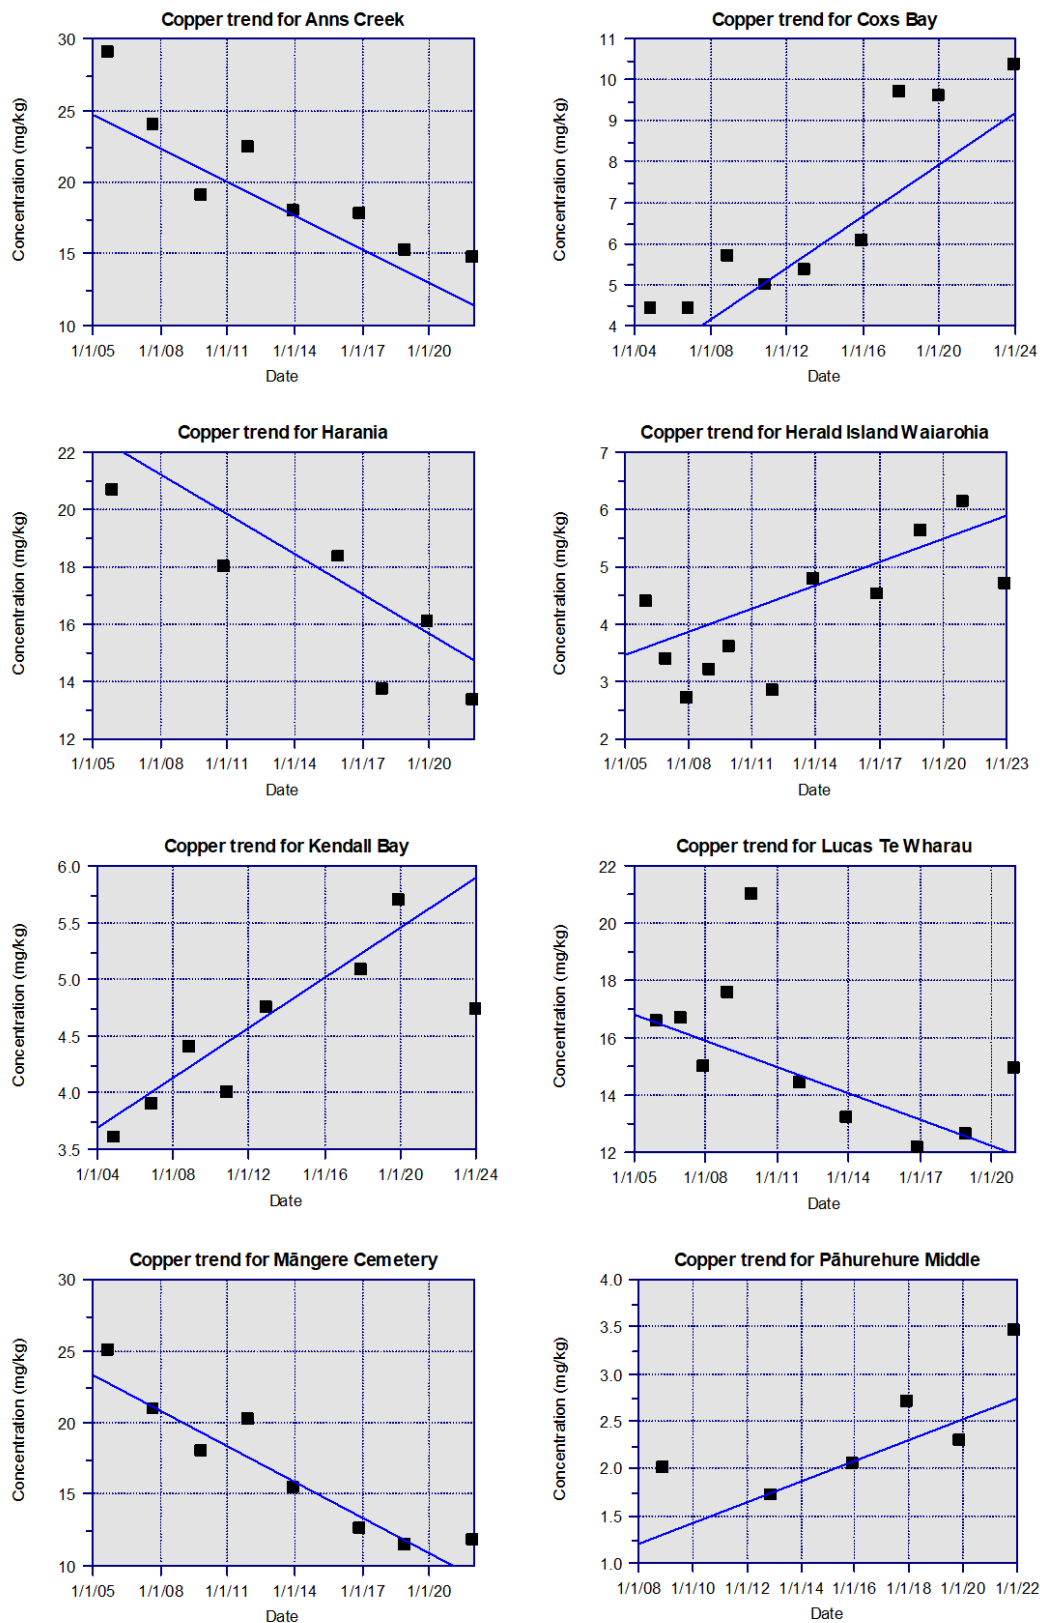 Copper trend for Anns Creek
30
25
20
15
10
Concentration (mg/kg)
1/1/05 1/1/08 1/1/11 1/1/14 1/1/17 1/1/20
Date
Copper trend for Coxs Bay
11
10
9
8
7
6
5
4
Concentration (mg/kg)
1/1/04 1/1/08 1/1/12 1/1/16 1/1/20 1/1/24
Date
Copper trend for Harania
22
20
18
16
14
12
Concentration (mg/kg)
1/1/05 1/1/08 1/1/11 1/1/14 1/1/17 1/1/20
Date
Copper trend for Herald Island Waiarohia
7
6
5
4
3
2
Concentration (mg/kg)
1/1/05 1/1/08 1/1/11 1/1/14 1/1/17 1/1/20 1/1/23
Date
Copper trend for Kendall Bay
6.0
5.5
5.0
4.5
4.0
3.5
Concentration (mg/kg)
1/1/04 1/1/08 1/1/12 1/1/16 1/1/20 1/1/24
Date
Copper trend for Lucas Te Wharau
22
20
18
16
14
12
Concentration (mg/kg)
1/1/05 1/1/08 1/1/11 1/1/14 1/1/17 1/1/20
Date
Copper trend for Māngere Cemetery
30
25
20
15
10
Concentration (mg/kg)
1/1/05 1/1/08 1/1/11 1/1/14 1/1/17 1/1/20
Date
Copper trend for Pāhurehure Middle
4.0
3.5
3.0
2.5
2.0
1.5
1.0
Concentration (mg/kg)
1/1/08 1/1/10 1/1/12 1/1/14 1/1/16 1/1/18 1/1/20 1/1/22
Date